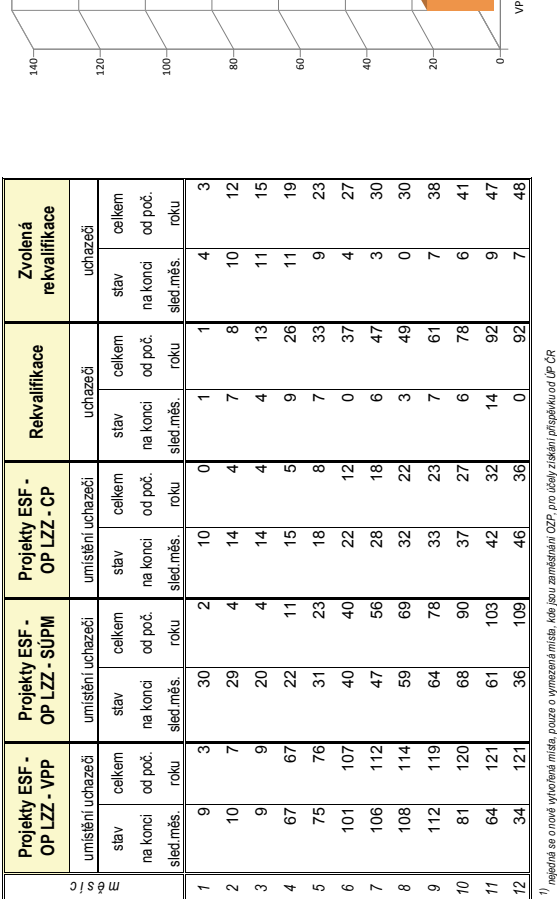 měsíc | Projekty ESF - OP LZZ - VPP | Projekty ESF - OP LZZ - SÚPM | Projekty ESF - OP LZZ - CP | Rekvalifikace | Zvolená rekvalifikace
umístění uchazeči | umístění uchazeči | umístění uchazeči | uchazeči | uchazeči
stav na konci sled.měs. | celkem od poč. roku | stav na konci sled.měs. | celkem od poč. roku | stav na konci sled.měs. | celkem od poč. roku | stav na konci sled.měs. | celkem od poč. roku | stav na konci sled.měs. | celkem od poč. roku
1 9 3 30 2 10 0 1 1 4 3
2 10 7 29 4 14 4 7 8 10 12
3 9 9 20 4 14 4 4 13 11 15
4 67 67 22 11 15 5 9 26 11 19
5 75 76 31 23 18 8 7 33 9 23
6 101 107 40 40 22 12 0 37 4 27
7 106 112 47 56 28 18 6 47 3 30
8 108 114 59 69 32 22 3 49 0 30
9 112 119 64 78 33 23 7 61 7 38
10 81 120 68 90 37 27 6 78 6 41
11 64 121 61 103 42 32 14 92 9 47
12 34 121 36 109 46 36 0 92 7 48
1) nejedná se o nově vytvořená místa, pouze o vymezená místa, kde jsou zaměstnáni OZP, pro účely získání příspěvku od ÚP ČR
140
120
100
80
60
40
20
0
VP